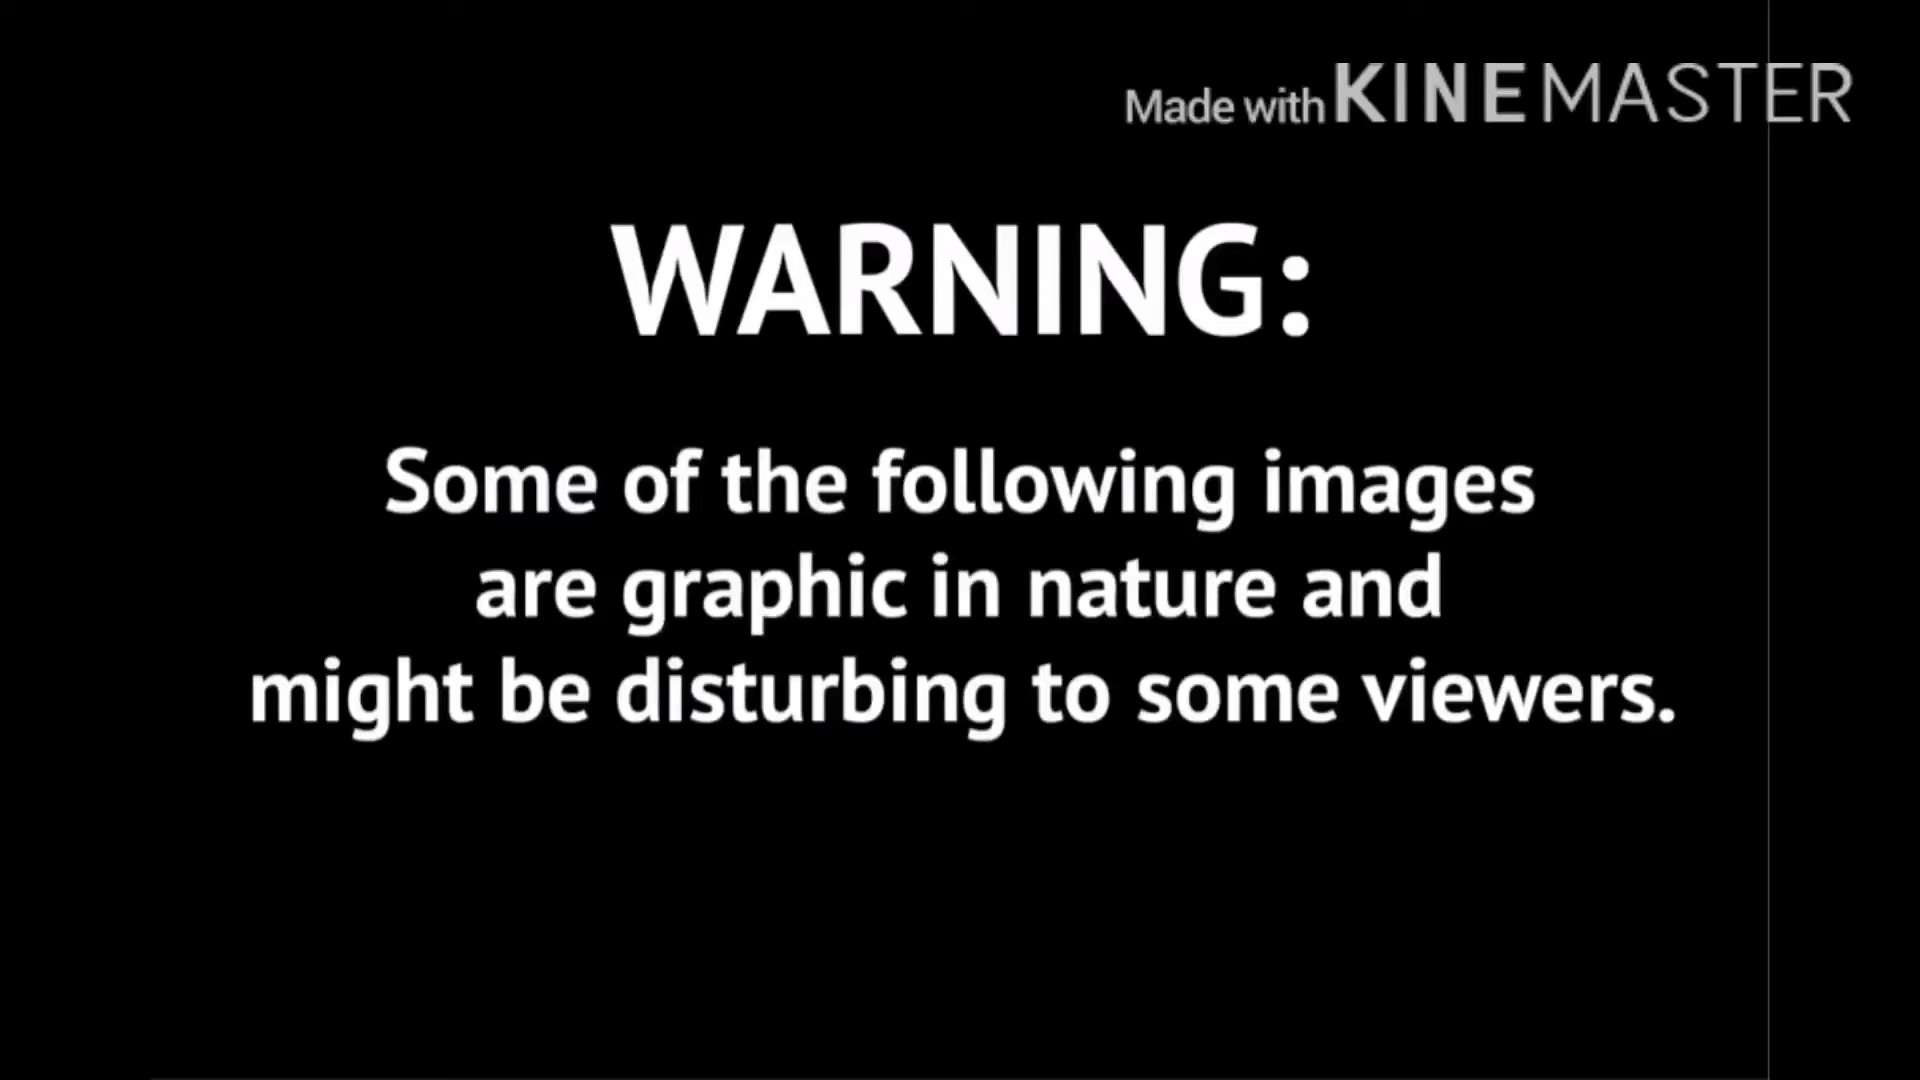 Made with KINEMASTER
WARNING:
Some of the following images
are graphic in nature and
might be disturbing to some viewers.